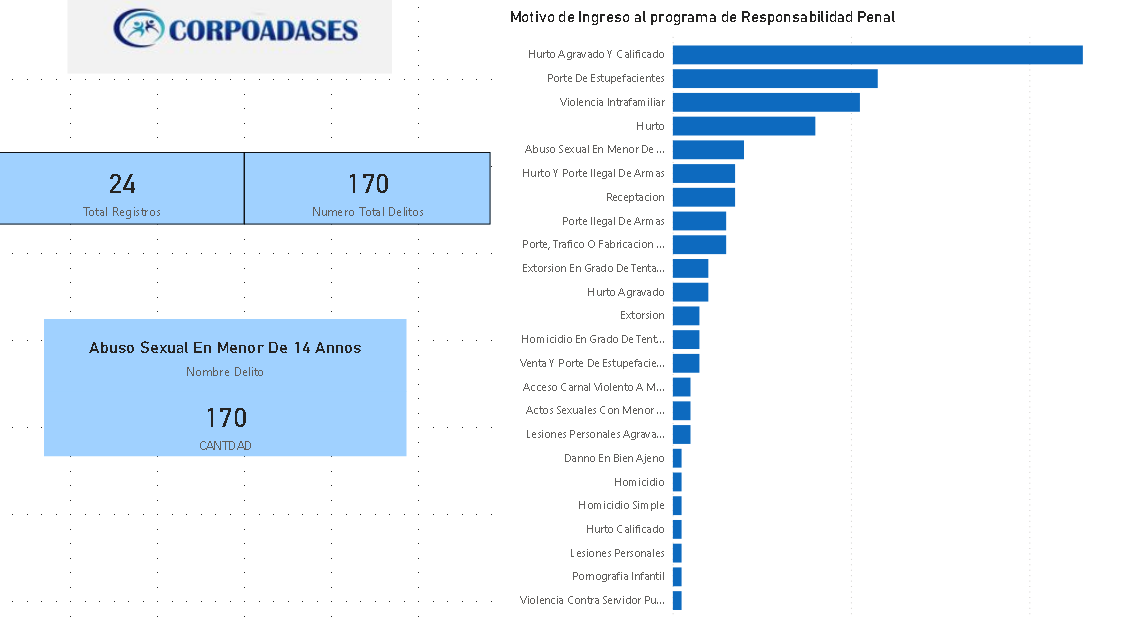 CORPOADASES
24
Total Registros
170
Numero Total Delitos
Abuso Sexual En Menor De 14 Annos
Nombre Delito
170
CANTDAD
Motivo de Ingreso al programa de Responsabilidad Penal
Hurto Agravado Y Calificado
Porte De Estupefacientes
Violencia Intrafamiliar
Hurto
Abuso Sexual En Menor De ...
Hurto Y Porte Ilegal De Armas
Receptacion
Porte Ilegal De Armas
Porte, Trafico O Fabricacion ...
Extorsion En Grado De Tenta...
Hurto Agravado
Extorsion
Homicidio En Grado De Tent...
Venta Y Porte De Estupefacie...
Acceso Carnal Violento A M...
Actos Sexuales Con Menor ...
Lesiones Personales Agrava...
Danno En Bien Ajeno
Homicidio
Homicidio Simple
Hurto Calificado
Lesiones Personales
Pornografia Infantil
Violencia Contra Servidor Pu...